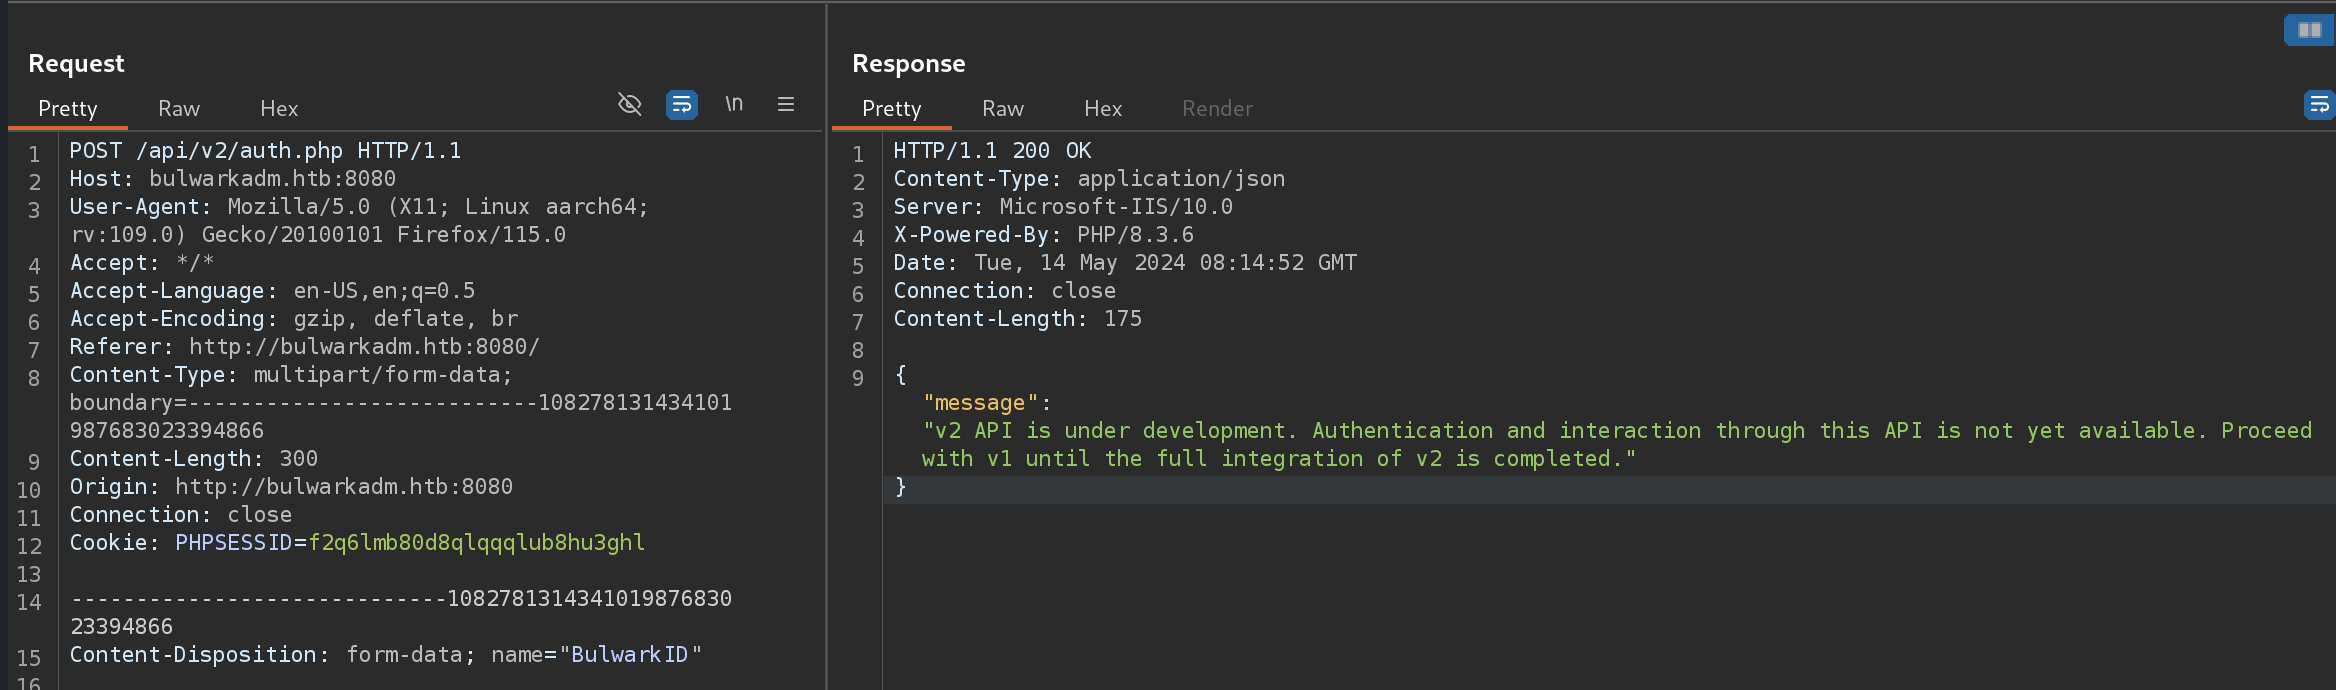 Request
Pretty Raw Hex \n
1 POST /api/v2/auth.php HTTP/1.1
2 Host: bulwarkadm.htb:8080
3 User-Agent: Mozilla/5.0 (X11; Linux aarch64;
rv:109.0) Gecko/20100101 Firefox/115.0
4 Accept: */*
5 Accept-Language: en-US,en;q=0.5
6 Accept-Encoding: gzip, deflate, br
7 Referer: http://bulwarkadm.htb:8080/
8 Content-Type: multipart/form-data;
boundary=---------------------------108278131434101
987683023394866
9 Content-Length: 300
10 Origin: http://bulwarkadm.htb:8080
11 Connection: close
12 Cookie: PHPSESSID=f2q6lmb80d8qlqqqlub8hu3ghl
13
14 -----------------------------1082781314341019876830
23394866
15 Content-Disposition: form-data; name="BulwarkID"
16
Response
Pretty Raw Hex Render
1 HTTP/1.1 200 OK
2 Content-Type: application/json
3 Server: Microsoft-IIS/10.0
4 X-Powered-By: PHP/8.3.6
5 Date: Tue, 14 May 2024 08:14:52 GMT
6 Connection: close
7 Content-Length: 175
8
9 {
"message":
"v2 API is under development. Authentication and interaction through this API is not yet available. Proceed
with v1 until the full integration of v2 is completed."
}